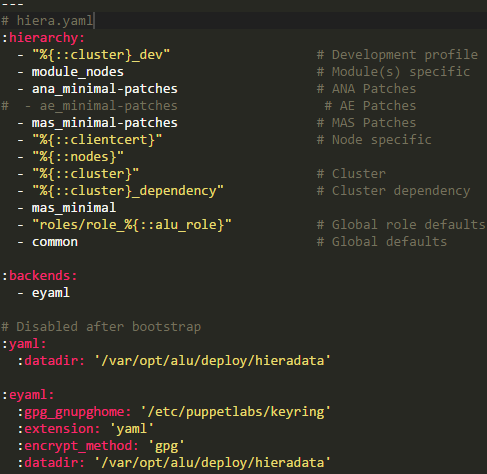 ---
# hiera.yaml
:hierarchy:
  - "%{::cluster}_dev"                  # Development profile
  - module_nodes                        # Module(s) specific
  - ana_minimal-patches                 # ANA Patches
#  - ae_minimal-patches                  # AE Patches
  - mas_minimal-patches                 # MAS Patches
  - "%{::clientcert}"                   # Node specific
  - "%{::nodes}"
  - "%{::cluster}"                      # Cluster
  - "%{::cluster}_dependency"           # Cluster dependency
  - mas_minimal
  - "roles/role_%{::alu_role}"          # Global role defaults
  - common                              # Global defaults

:backends:
  - eyaml

# Disabled after bootstrap
:yaml:
  :datadir: '/var/opt/alu/deploy/hieradata'

:eyaml:
  :gpg_gnupghome: '/etc/puppetlabs/keyring'
  :extension: 'yaml'
  :encrypt_method: 'gpg'
  :datadir: '/var/opt/alu/deploy/hieradata'